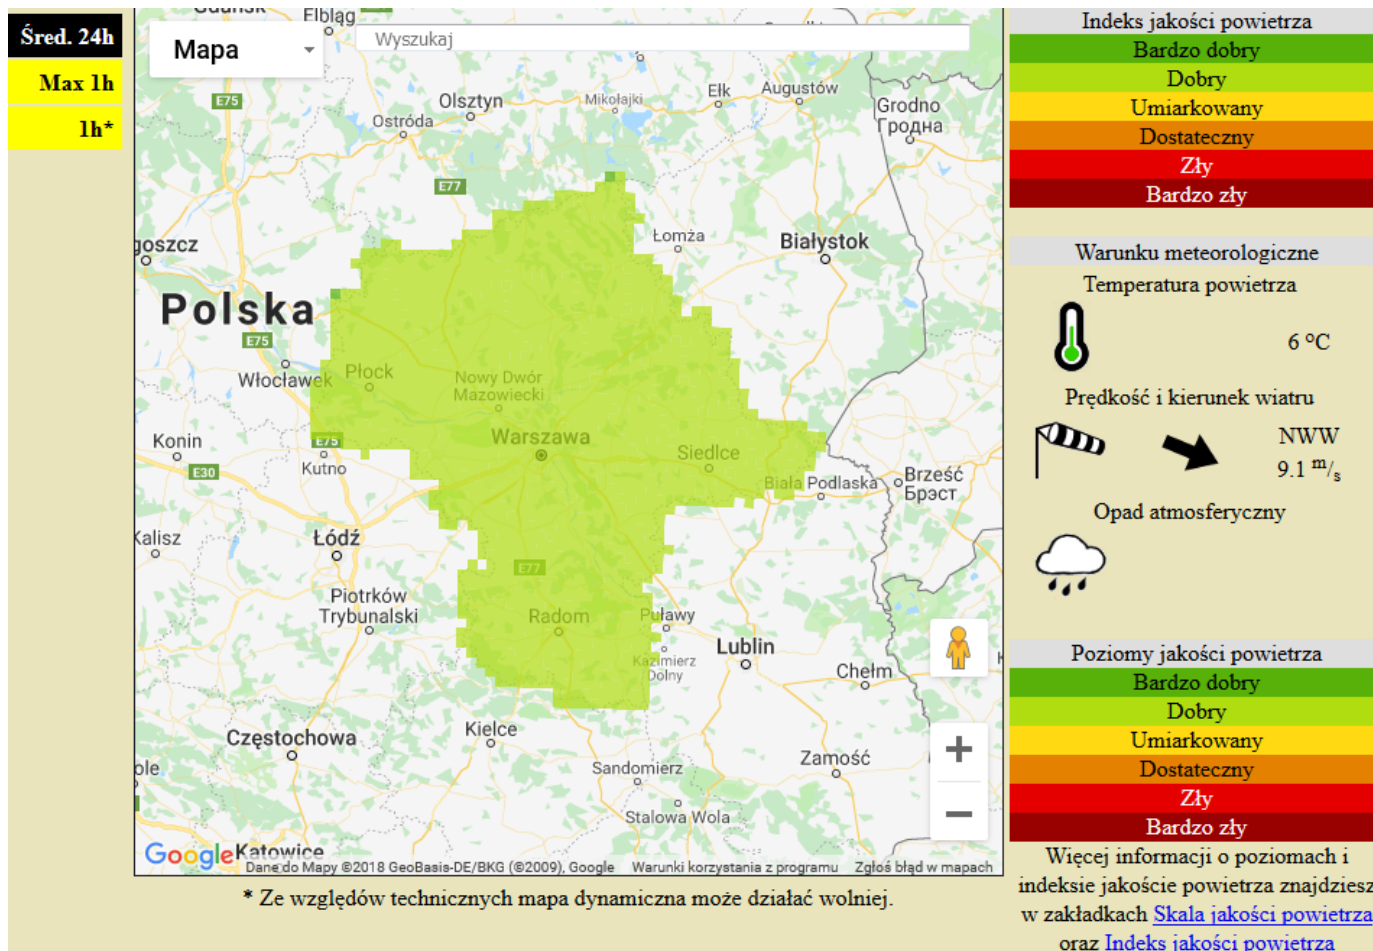 Śred. 24h
Max 1h
1h*
Mapa
Wyszukaj
Elbląg
E75
Olsztyn
Mikołajki
Ełk
Augustów
Ostróda
Grodno
Гродна
E77
Łomża
Białystok
Polska
E75
Włocławek
Płock
Nowy Dwór
Mazowiecki
Konin
E75
Warszawa
Siedlce
E30
Kutno
Biała Podlaska
Brześć
Брэст
Kalisz
Łódź
E77
Piotrków
Trybunalski
Radom
Puławy
Lublin
Kazimierz
Dolny
Chełm
Kielce
Częstochowa
Zamość
Sandomierz
Stalowa Wola
Google
Katowice
Dane do Mapy ©2018 GeoBasis-DE/BKG (©2009), Google
Warunki korzystania z programu
Zgłoś błąd w mapach
* Ze względów technicznych mapa dynamiczna może działać wolniej.
Indeks jakości powietrza
Bardzo dobry
Dobry
Umiarkowany
Dostateczny
Zły
Bardzo zły
Warunku meteorologiczne
Temperatura powietrza
6 °C
Prędkość i kierunek wiatru
NWW
9.1 m/s
Opad atmosferyczny
Poziomy jakości powietrza
Bardzo dobry
Dobry
Umiarkowany
Dostateczny
Zły
Bardzo zły
Więcej informacji o poziomach i
indeksie jakoście powietrza znajdziesz
w zakładkach Skala jakości powietrza
oraz Indeks jakości powietrza